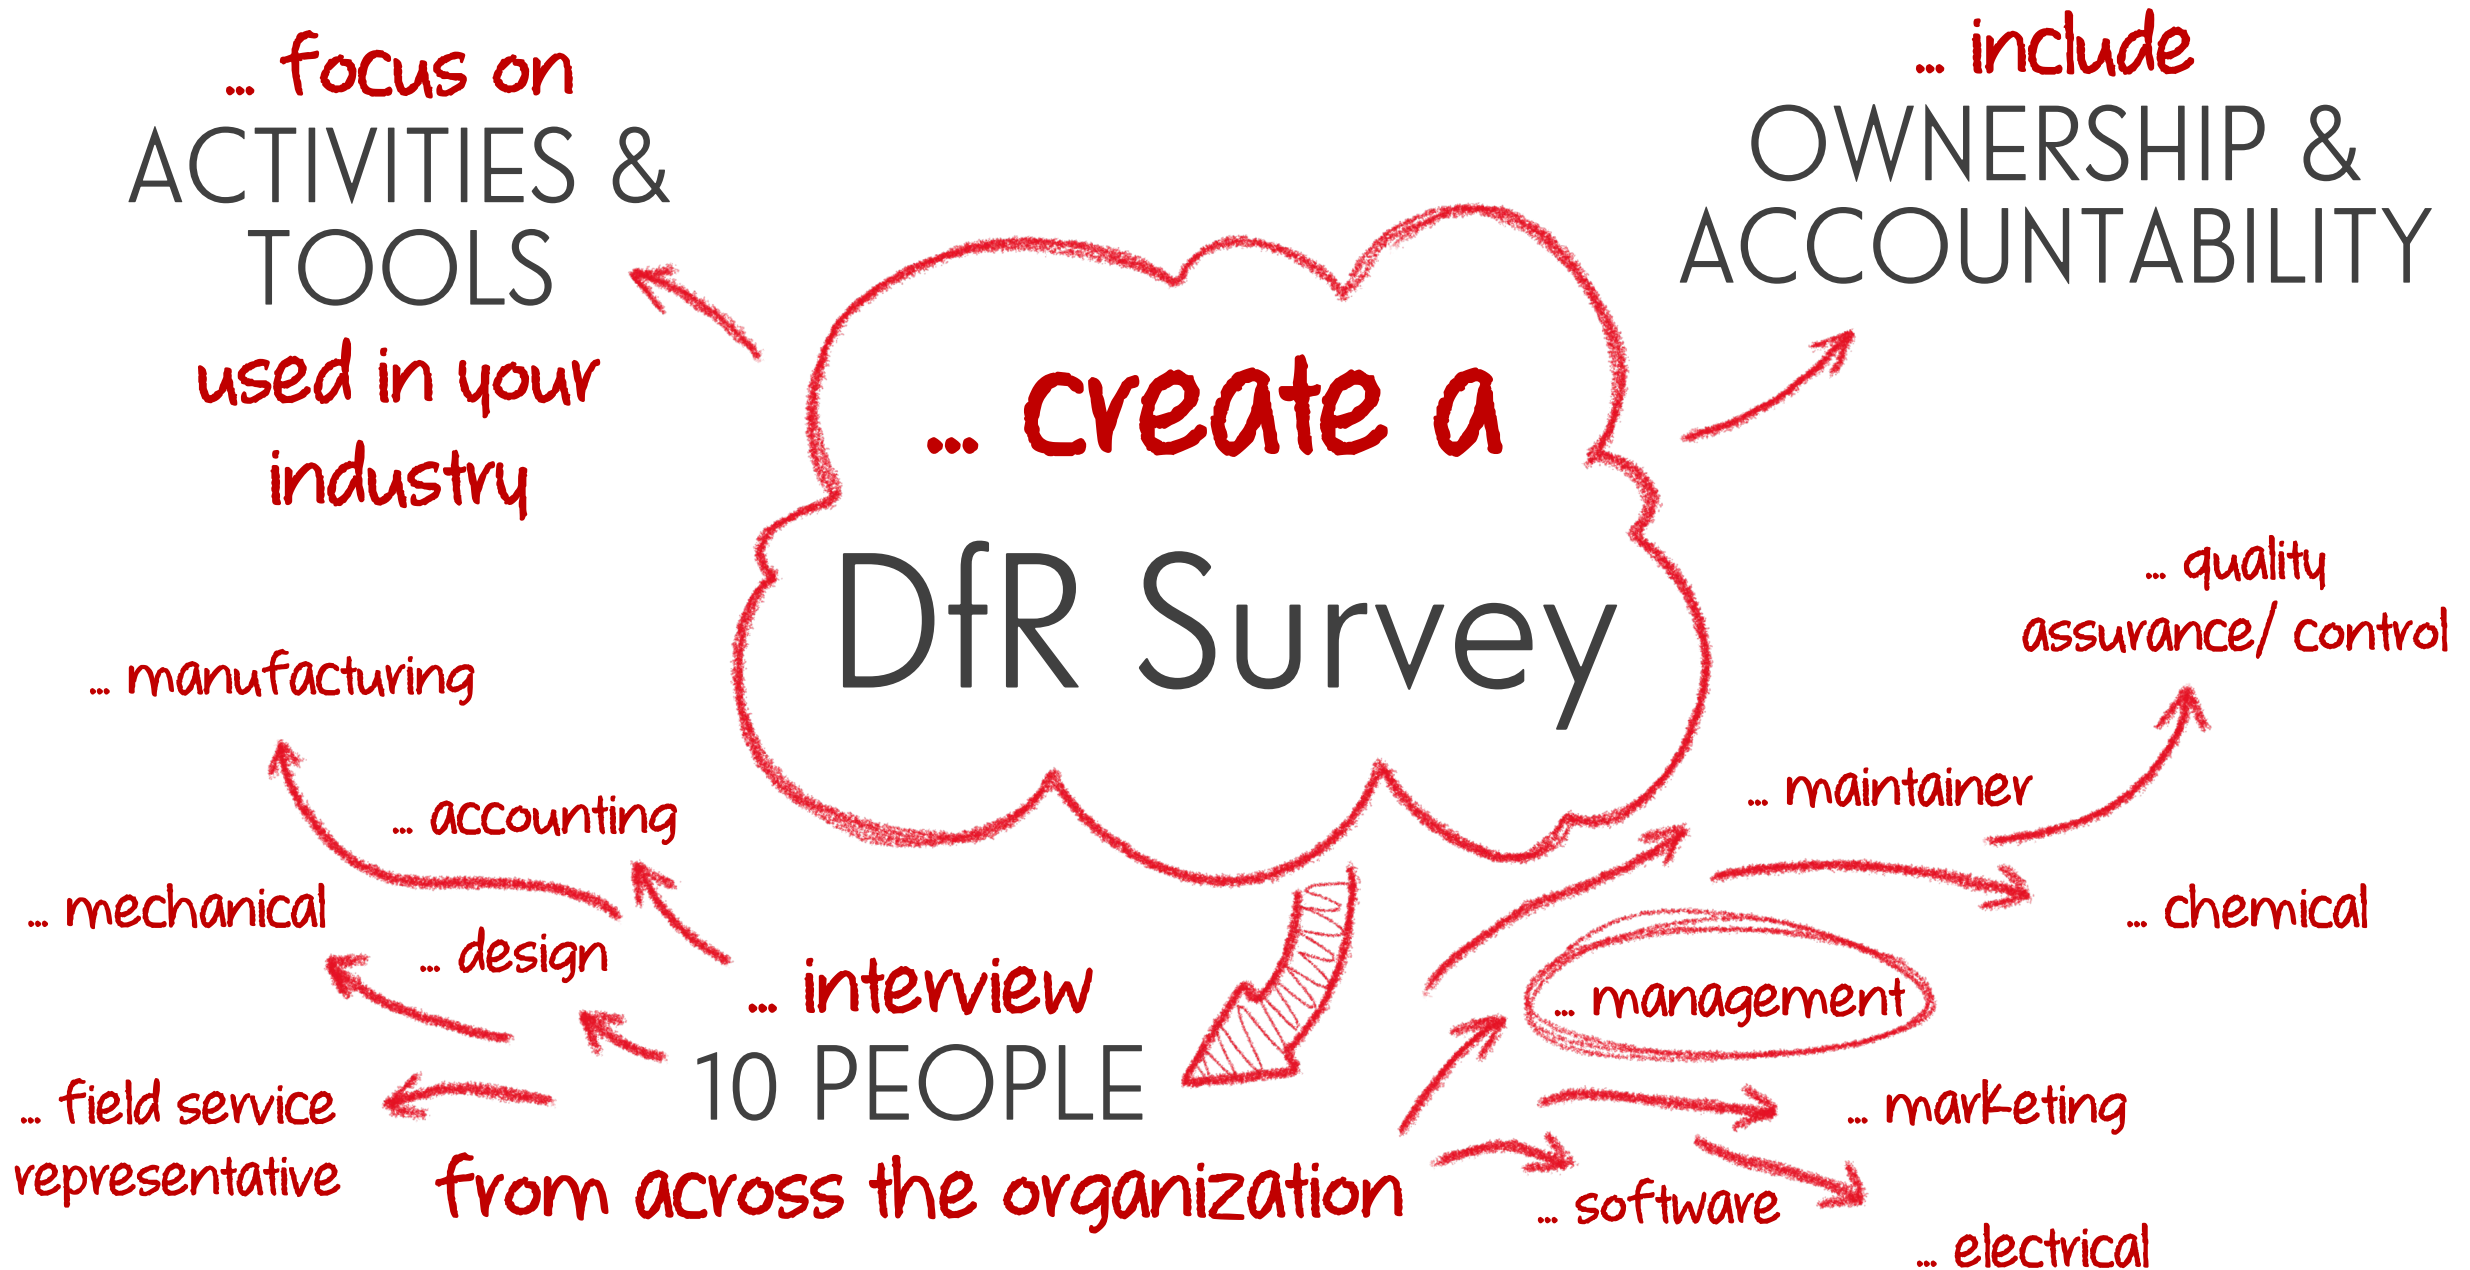 ... focus on
ACTIVITIES &
TOOLS
used in your
industry
... include
OWNERSHIP &
ACCOUNTABILITY
... create a
DfR Survey
... manufacturing
... accounting
... mechanical
... design
... field service
representative
... interview
10 PEOPLE
from across the organization
... quality
assurance/ control
... maintainer
... chemical
... management
... marketing
... software
... electrical